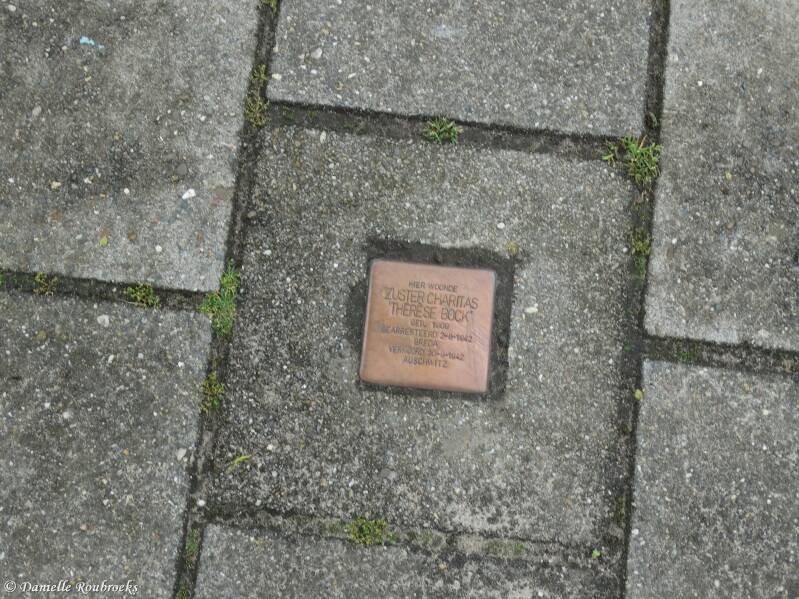 HIER WOONDE
ZUSTER CHARITAS
"THERESE BOCK"
GEB. 1909
GEARRESTEERD 2-8-1942
BREDA
VERMOORD 30-9-1942
AUSCHWITZ
© Danielle Roubroeks